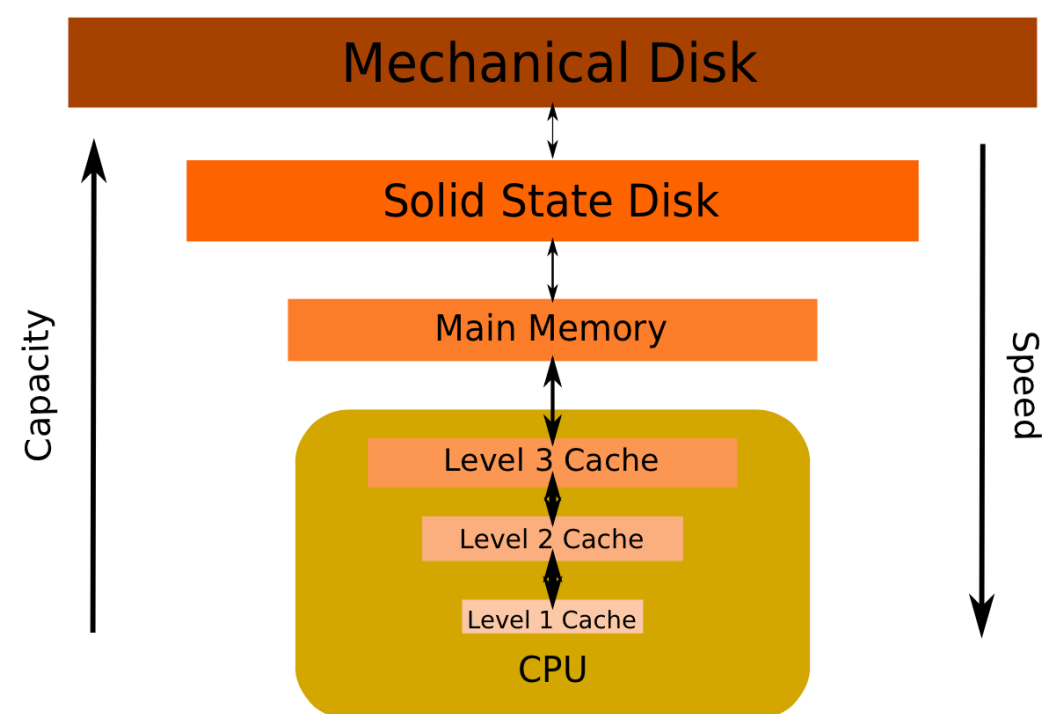 Mechanical Disk
Solid State Disk
Main Memory
Capacity
Speed
Level 3 Cache
Level 2 Cache
Level 1 Cache
CPU